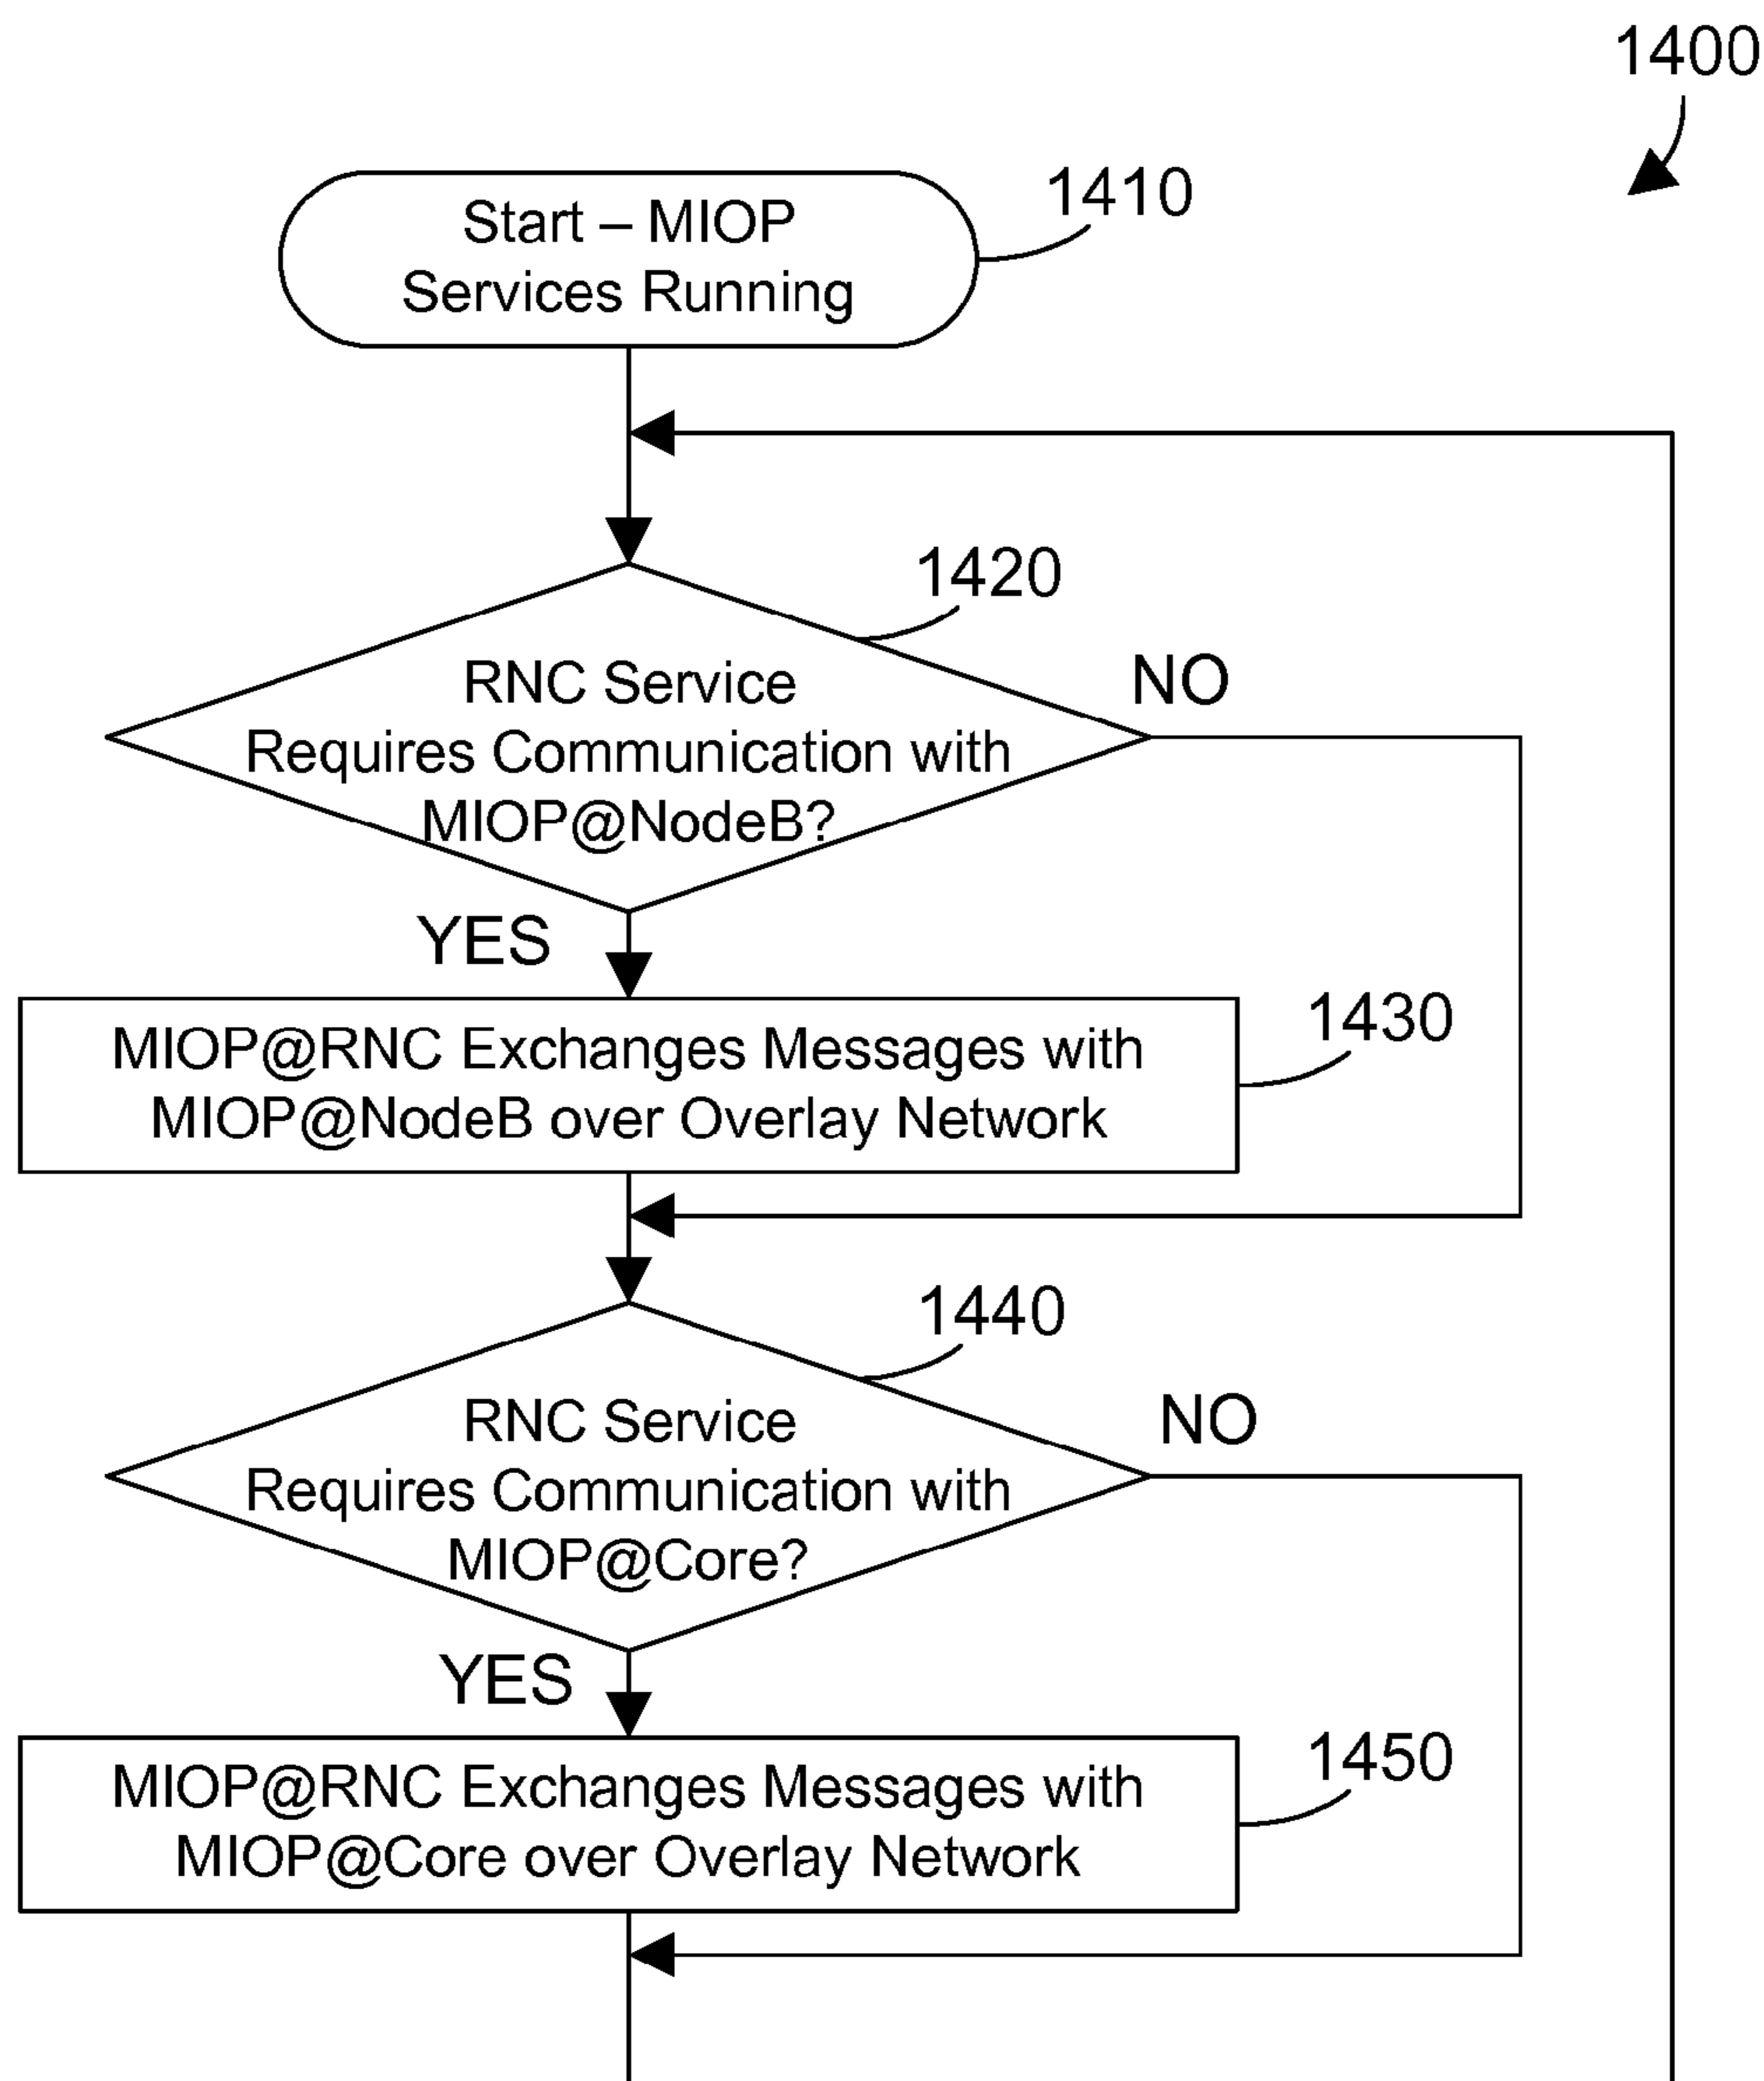 1400
Start – MIOP
Services Running
1410
1420
RNC Service
Requires Communication with
MIOP@NodeB?
NO
YES
MIOP@RNC Exchanges Messages with
MIOP@NodeB over Overlay Network
1430
1440
RNC Service
Requires Communication with
MIOP@Core?
NO
YES
MIOP@RNC Exchanges Messages with
MIOP@Core over Overlay Network
1450